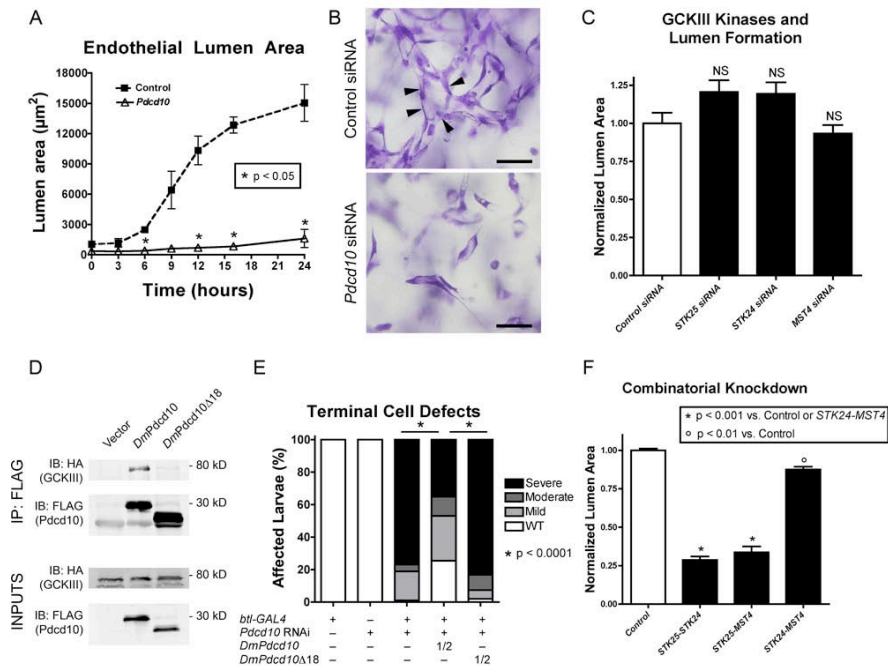 A
Endothelial Lumen Area
Lumen area (µm²)
18000
15000
12000
9000
6000
3000
0
Control
Pdcd10
* p < 0.05
*
*
*
*
0 3 6 9 12 15 18 21 24
Time (hours)
B
Control siRNA
Pdcd10 siRNA
C
GCKIII Kinases and
Lumen Formation
Normalized Lumen Area
1.25
1.00
0.75
0.50
0.25
0.00
NS
NS
NS
Control siRNA
STK25 siRNA
STK24 siRNA
MST4 siRNA
D
Vector
DmPdcd10
DmPdcd10Δ18
IP: FLAG
IB: HA
(GCKIII)
- 80 kD
IB: FLAG
(Pdcd10)
- 30 kD
INPUTS
IB: HA
(GCKIII)
- 80 kD
IB: FLAG
(Pdcd10)
- 30 kD
E
Terminal Cell Defects
Affected Larvae (%)
100
80
60
40
20
0
* *
Severe
Moderate
Mild
WT
* p < 0.0001
btl-GAL4 + – + + +
Pdcd10 RNAi – + + + +
DmPdcd10 – – – 1/2 –
DmPdcd10Δ18 – – – – 1/2
F
Combinatorial Knockdown
* p < 0.001 vs. Control or STK24-MST4
o p < 0.01 vs. Control
Normalized Lumen Area
1.00
0.75
0.50
0.25
0.00
*
*
o
Control
STK25-STK24
STK25-MST4
STK24-MST4